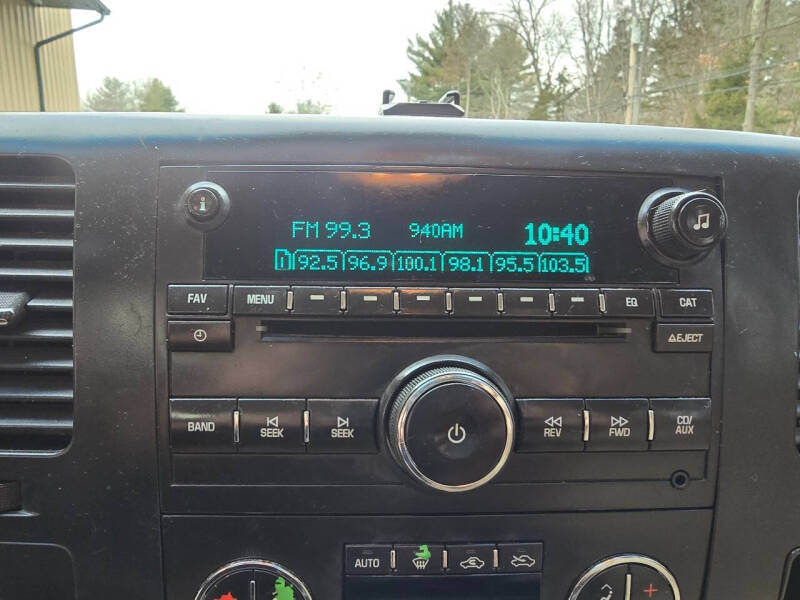 i
FM 99.3 940AM 10:40
1 92.5 96.9 100.1 98.1 95.5 103.5
FAV MENU EQ CAT
EJECT
BAND SEEK SEEK REV FWD CD/
AUX
AUTO